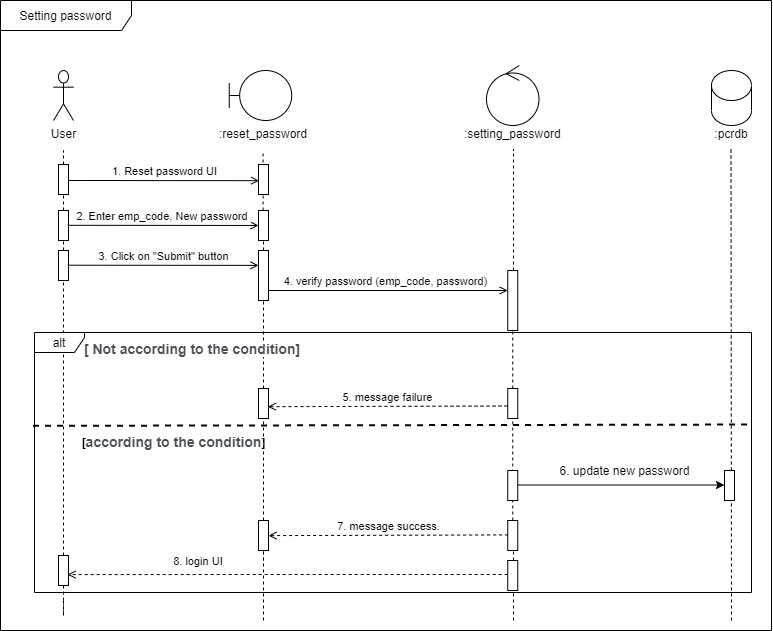 Setting password
User
:reset_password
:setting_password
:pcrdb
1. Reset password UI
2. Enter emp_code, New password
3. Click on "Submit" button
4. verify password (emp_code, password)
alt
[ Not according to the condition]
5. message failure
[according to the condition]
6. update new password
7. message success.
8. login UI